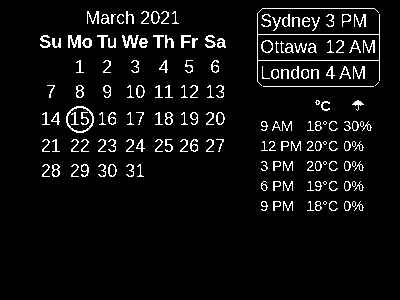 March 2021
Su Mo Tu We Th Fr Sa
1 2 3 4 5 6
7 8 9 10 11 12 13
14 15 16 17 18 19 20
21 22 23 24 25 26 27
28 29 30 31
Sydney 3 PM
Ottawa 12 AM
London 4 AM
°C
9 AM 18°C 30%
12 PM 20°C 0%
3 PM 20°C 0%
6 PM 19°C 0%
9 PM 18°C 0%